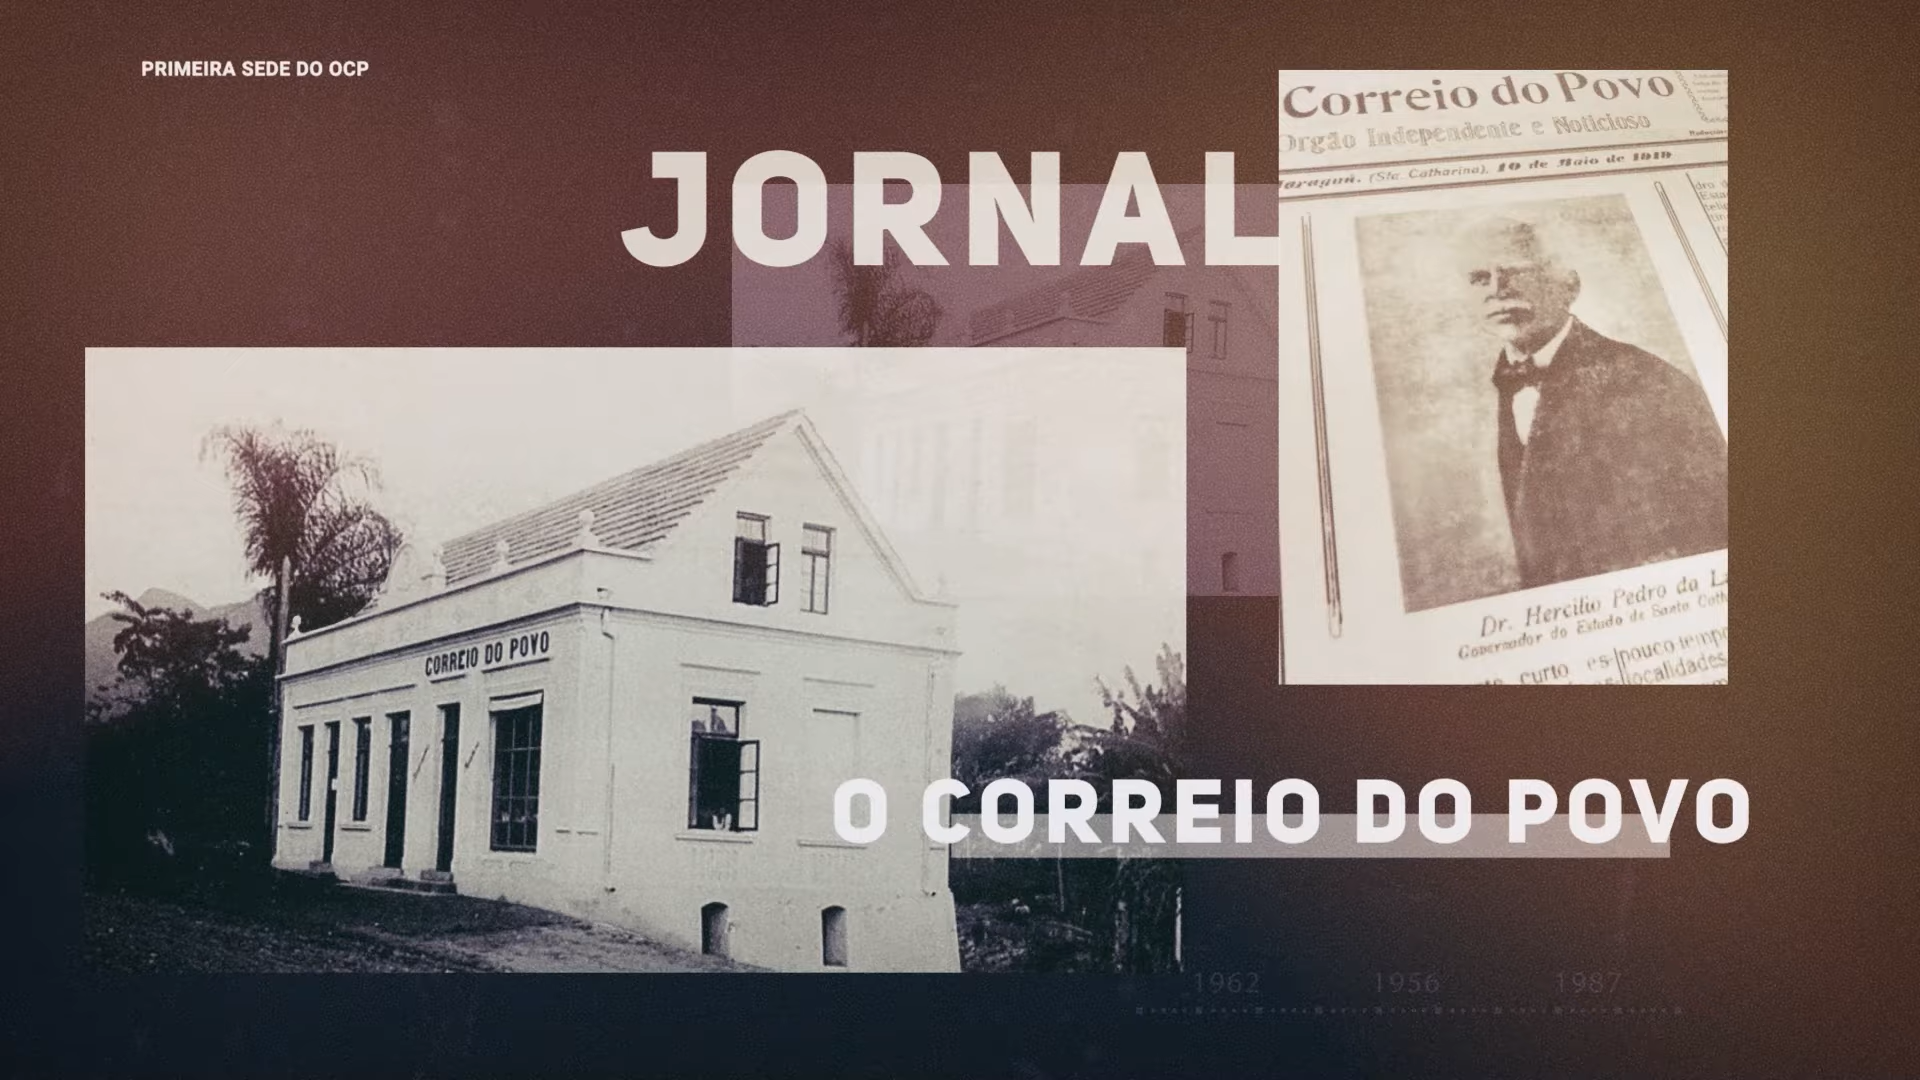 PRIMEIRA SEDE DO OCP
JORNAL
Correio do Povo
Orgão Independente e Noticioso
Jaraguá. (Sta. Catharina), 10 de Maio de 1919
Dr. Hercilio Pedro da
Governador do Estado de Santa
curto
pouco tempo
localidades
CORREIO DO POVO
O CORREIO DO POVO
1962 1956 1987